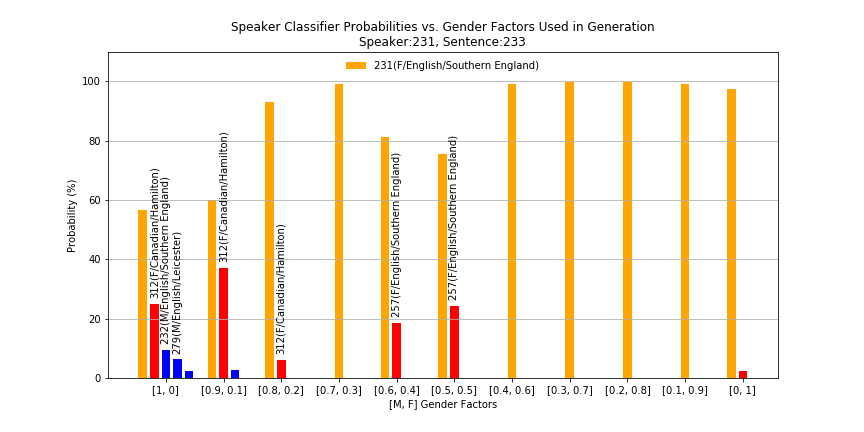 Speaker Classifier Probabilities vs. Gender Factors Used in Generation
Speaker:231, Sentence:233
231(F/English/Southern England)
Probability (%)
100
80
60
40
20
0
312(F/Canadian/Hamilton)
232(M/English/Southern England)
279(M/English/Leicester)
312(F/Canadian/Hamilton)
312(F/Canadian/Hamilton)
257(F/English/Southern England)
257(F/English/Southern England)
[1, 0] [0.9, 0.1] [0.8, 0.2] [0.7, 0.3] [0.6, 0.4] [0.5, 0.5] [0.4, 0.6] [0.3, 0.7] [0.2, 0.8] [0.1, 0.9] [0, 1]
[M, F] Gender Factors